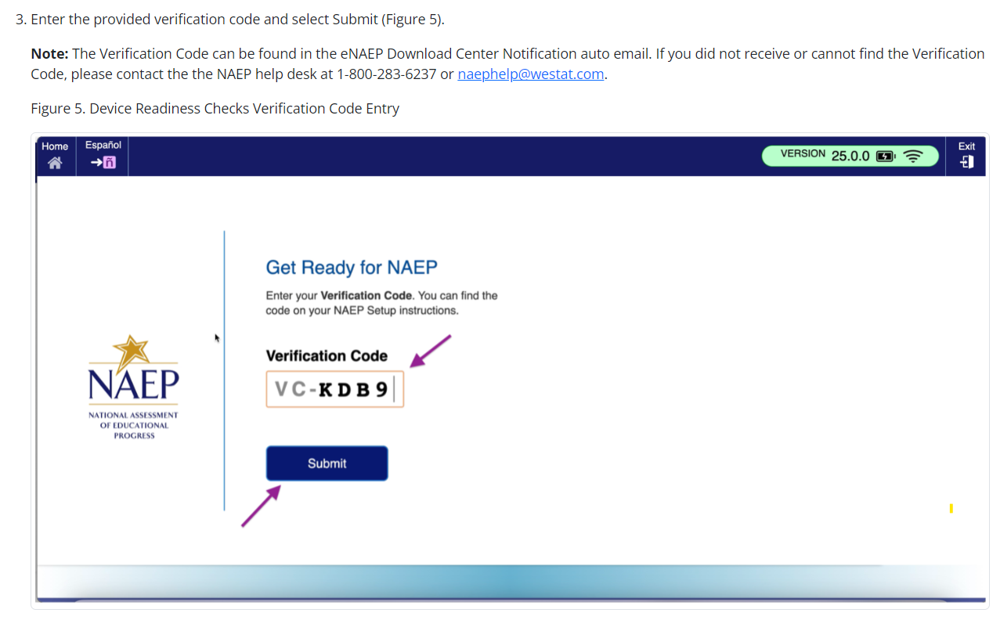 3. Enter the provided verification code and select Submit (Figure 5).
Note: The Verification Code can be found in the eNAEP Download Center Notification auto email. If you did not receive or cannot find the Verification
Code, please contact the the NAEP help desk at 1-800-283-6237 or naephelp@westat.com.
Figure 5. Device Readiness Checks Verification Code Entry
Home
Español
ñ
VERSION 25.0.0
Exit
Get Ready for NAEP
Enter your Verification Code. You can find the
code on your NAEP Setup instructions.
Verification Code
VC-KDB9
Submit
NAEP
NATIONAL ASSESSMENT
OF EDUCATIONAL
PROGRESS